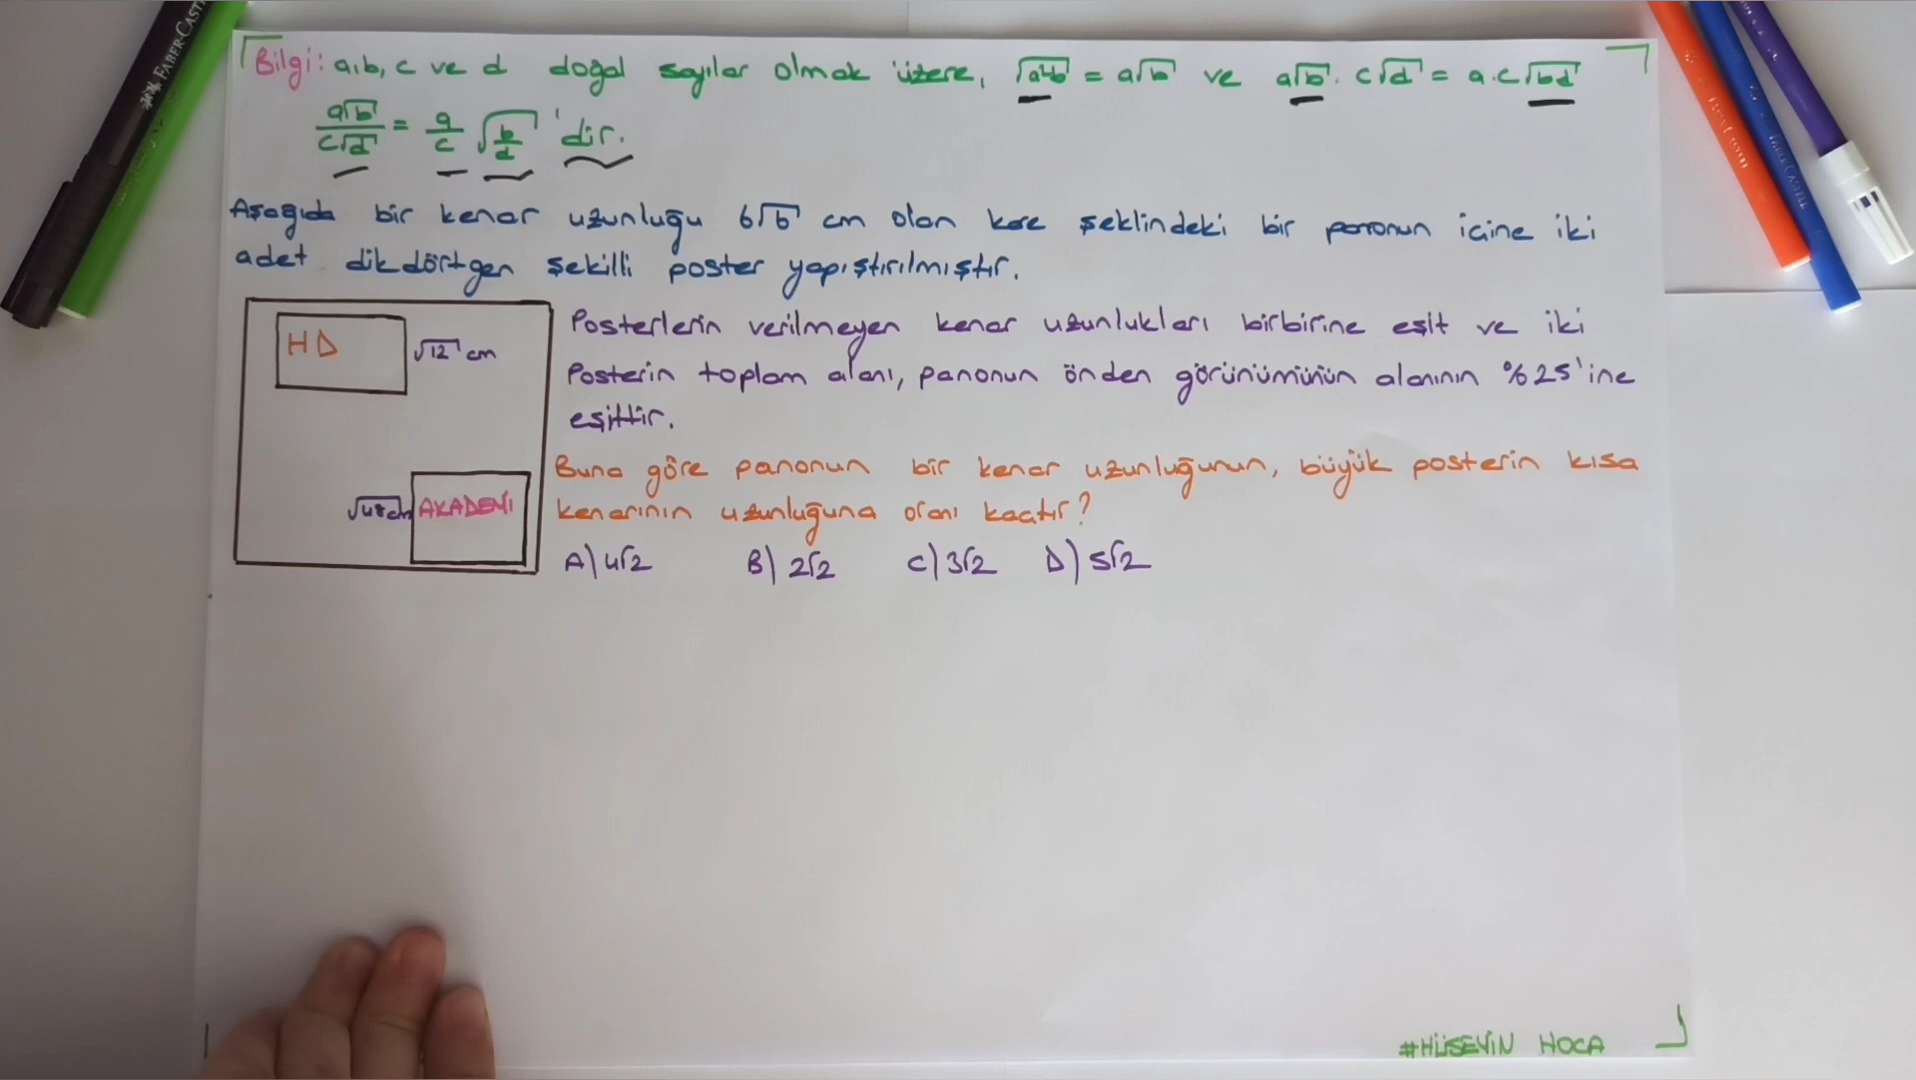 Bilgi: a,b, c ve d doğal sayılar olmak üzere, √a²b = a√b ve a√b . c√d = a.c√bd
a√b/c√d = a/c √b/d 'dir.
Aşağıda bir kenar uzunluğu 6√6 cm olan kare şeklindeki bir panonun içine iki
adet dikdörtgen şekilli poster yapıştırılmıştır.
HD
√12 cm
√48 cm
AKADEMİ
Posterlerin verilmeyen kenar uzunlukları birbirine eşit ve iki
Posterin toplam alanı, panonun önden görünümünün alanının %25'ine
eşittir.
Buna göre panonun bir kenar uzunluğunun, büyük posterin kısa
kenarının uzunluğuna oranı kaçtır?
A) 4√2 B) 2√2 C) 3√2 D) 5√2
#HÜSEYİN HOCA
FABER-CASTELL